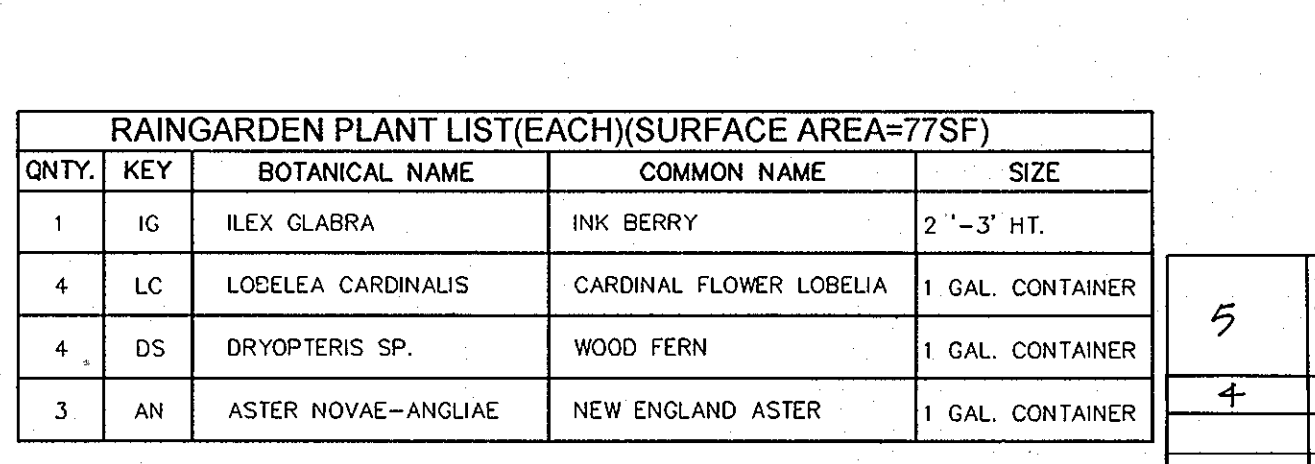 RAINGARDEN PLANT LIST(EACH)(SURFACE AREA=77SF)
QNTY. KEY BOTANICAL NAME COMMON NAME SIZE
1 IG ILEX GLABRA INK BERRY 2 '-3' HT.
4 LC LOBELEA CARDINALIS CARDINAL FLOWER LOBELIA 1 GAL. CONTAINER
4 DS DRYOPTERIS SP. WOOD FERN 1 GAL. CONTAINER
3 AN ASTER NOVAE-ANGLIAE NEW ENGLAND ASTER 1 GAL. CONTAINER
5
4